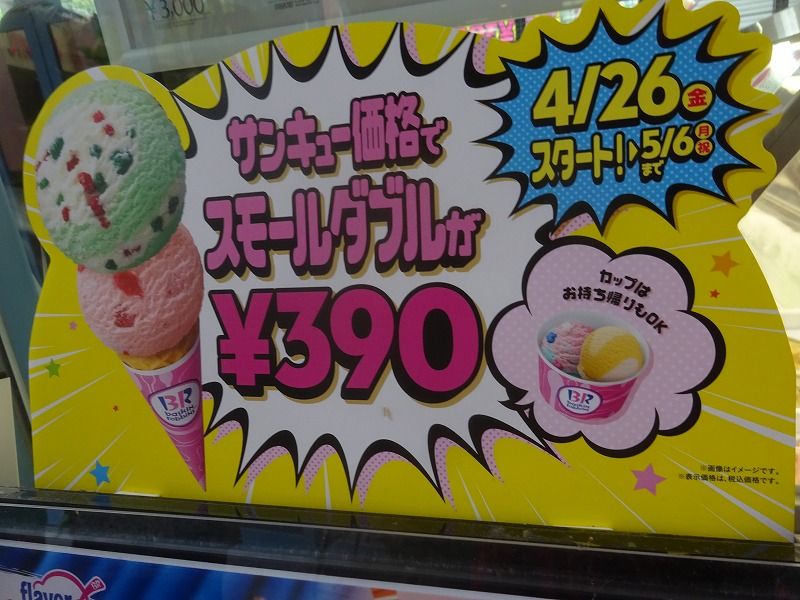 ¥3,000
4/26金
スタート!▶5/6月祝まで
サンキュー価格で
スモールダブルが
¥390
カップは
お持ち帰りもOK
BR
baskin
robbins
BR
baskin
robbins
※画像はイメージです。
※表示価格は、税込価格です。
flavor